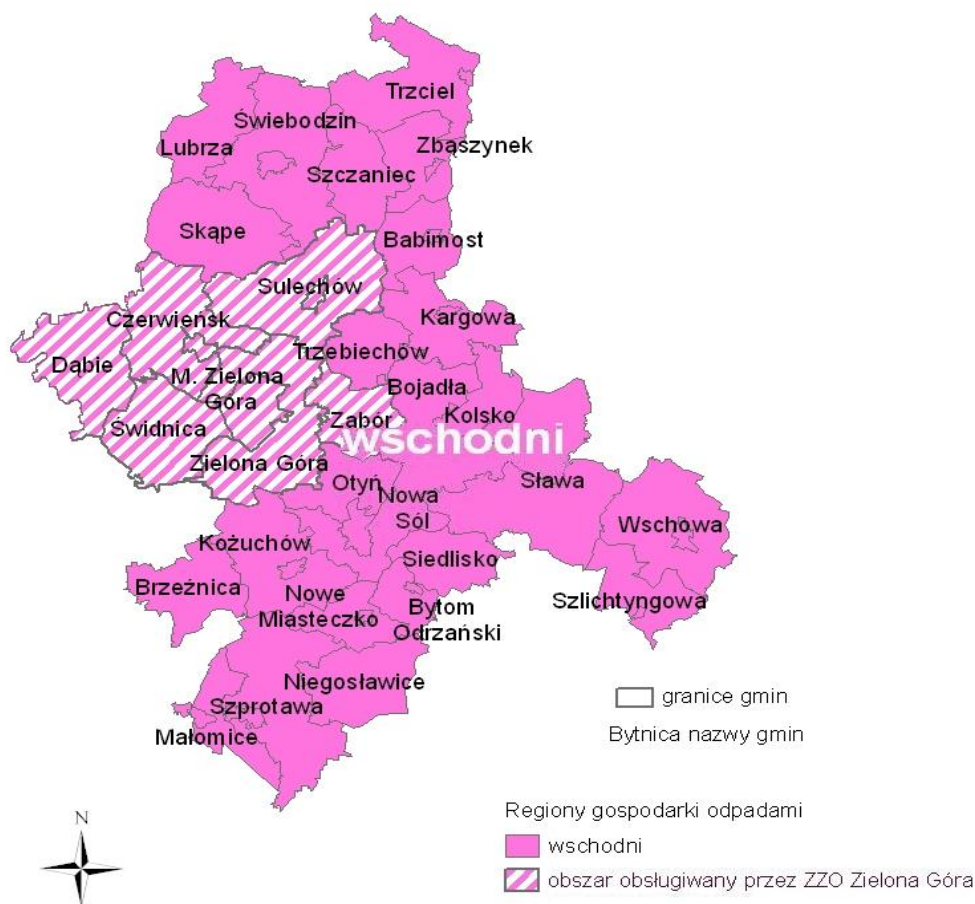 Trzciel
Świebodzin
Lubrza
Zbąszynek
Szczaniec
Skąpe
Babimost
Sulechów
Czerwieńsk
Kargowa
Trzebiechów
Dąbie
M. Zielona
Góra
Bojadła
Kolsko
Zabór
Świdnica
wschodni
Zielona Góra
Otyń
Sława
Nowa
Sól
Wschowa
Kożuchów
Siedlisko
Brzeźnica
Nowe
Miasteczko
Bytom
Odrzański
Szlichtyngowa
Niegosławice
Szprotawa
Małomice
granice gmin
Bytnica nazwy gmin
Regiony gospodarki odpadami
wschodni
obszar obsługiwany przez ZZO Zielona Góra
N